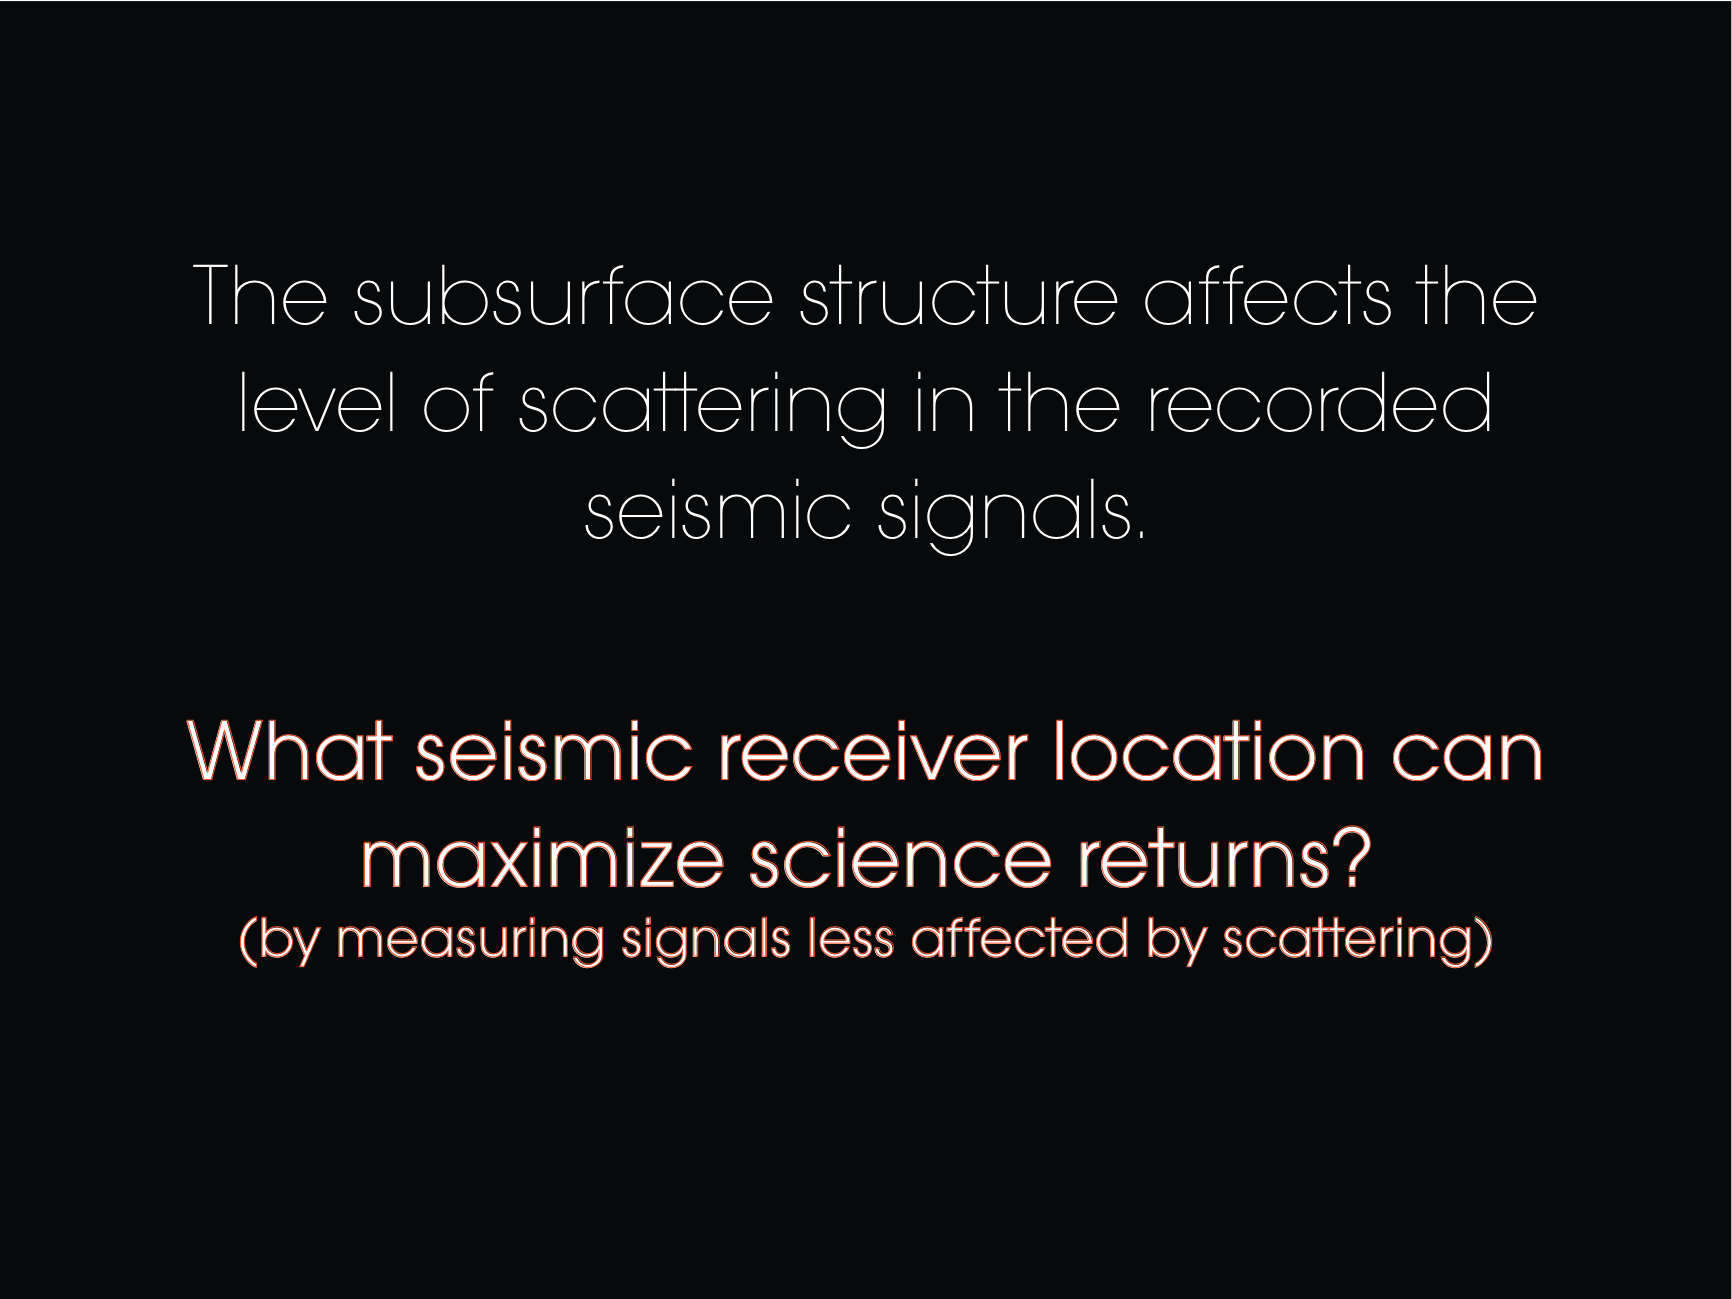 The subsurface structure affects the
level of scattering in the recorded
seismic signals.
What seismic receiver location can
maximize science returns?
(by measuring signals less affected by scattering)